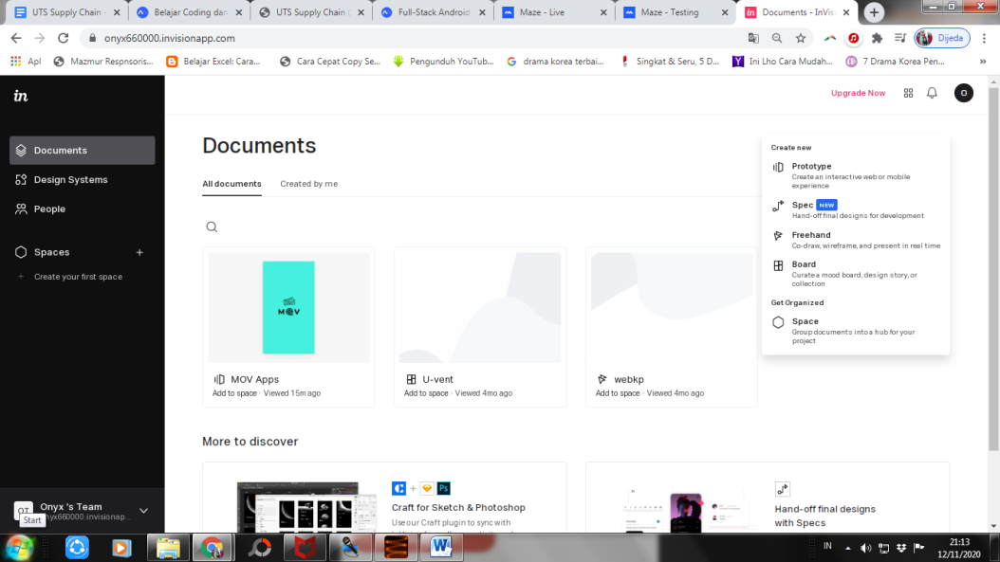 UTS Supply Chain -
Belajar Coding dan
UTS Supply Chain (
Full-Stack Android
Maze - Live
Maze - Testing
Documents - InVis
onyx660000.invisionapp.com
Dijeda
Apl
Mazmur Respnsoris...
Belajar Excel: Cara...
Cara Cepat Copy Se...
Pengunduh YouTub...
drama korea terbai...
Singkat & Seru, 5 D...
Ini Lho Cara Mudah...
7 Drama Korea Pen...
in
Upgrade Now
O
Documents
Design Systems
People
Spaces
Create your first space
Documents
All documents
Created by me
Create new
Prototype
Create an interactive web or mobile
experience
Spec NEW
Hand-off final designs for development
Freehand
Co-draw, wireframe, and present in real time
Board
Curate a mood board, design story, or
collection
Get Organized
Space
Group documents into a hub for your
project
MOV
MOV Apps
Add to space · Viewed 15m ago
U-vent
Add to space · Viewed 4mo ago
webkp
Add to space · Viewed 4mo ago
More to discover
Ps
Craft for Sketch & Photoshop
Use our Craft plugin to sync with
Hand-off final designs
with Specs
OT
Onyx 's Team
onyx660000.invisionap...
Start
IN
21:13
12/11/2020